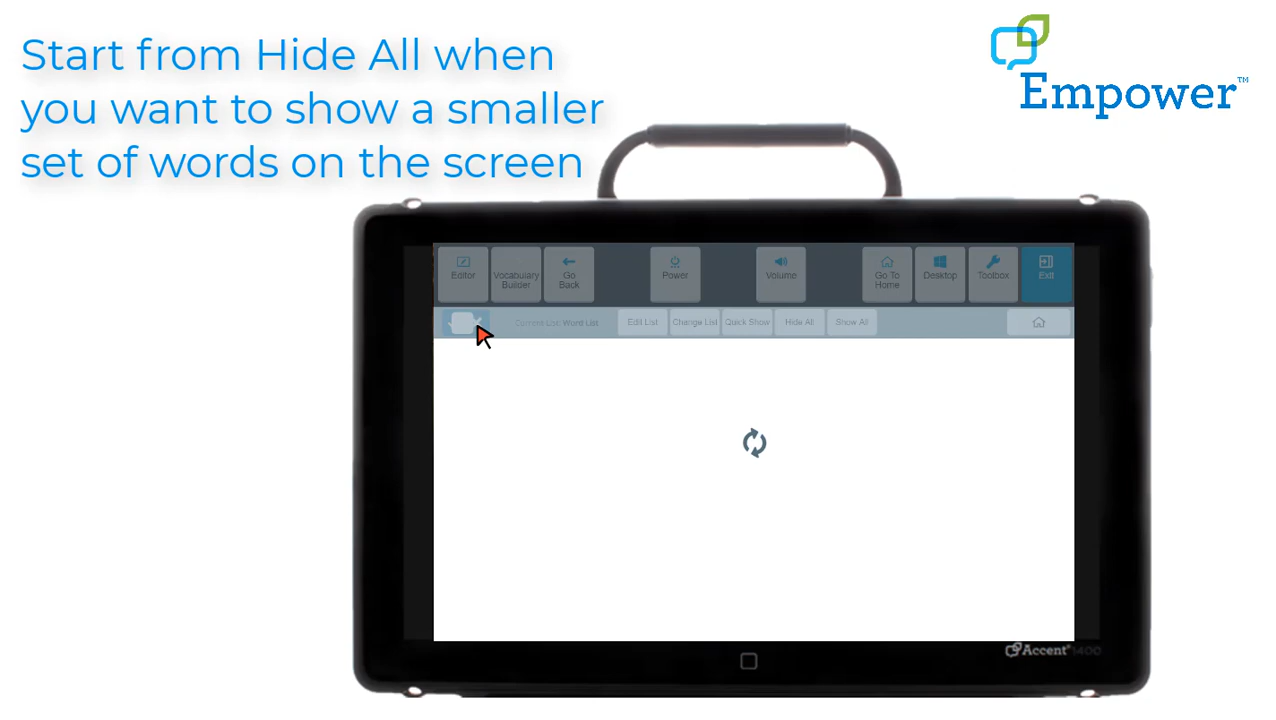 Start from Hide All when
you want to show a smaller
set of words on the screen
Empower™
Editor
Vocabulary
Builder
Go
Back
Power
Volume
Go To
Home
Desktop
Toolbox
Exit
Current List: Word List
Edit List
Change List
Quick Show
Hide All
Show All
Accent® 1400